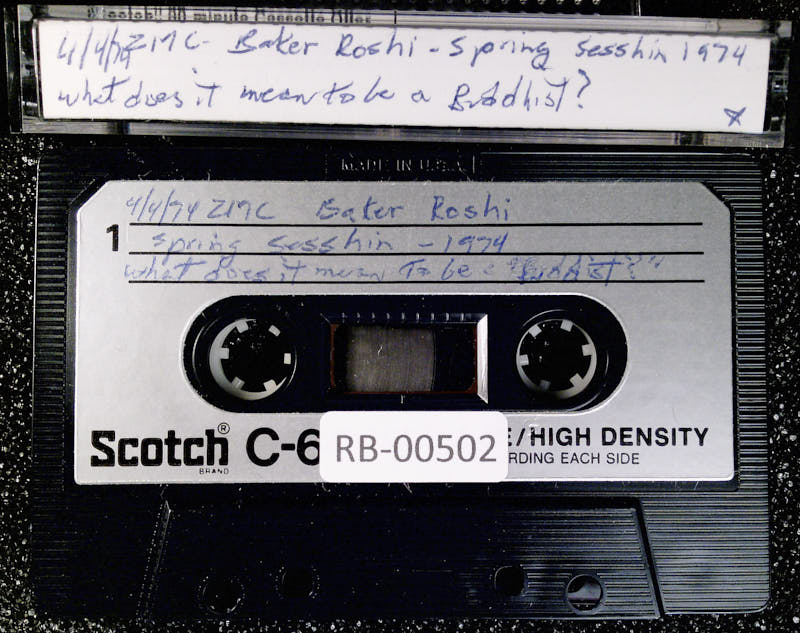 4/4/74 ZMC - Baker Roshi - Spring Sesshin 1974
what does it mean to be a Buddhist?
x
MADE IN U.S.A.
4/4/74 ZMC Baker Roshi
1
Spring Sesshin - 1974
what does it mean to be a "Buddhist?"
Scotch® C-6
BRAND
RB-00502
E/HIGH DENSITY
RDING EACH SIDE